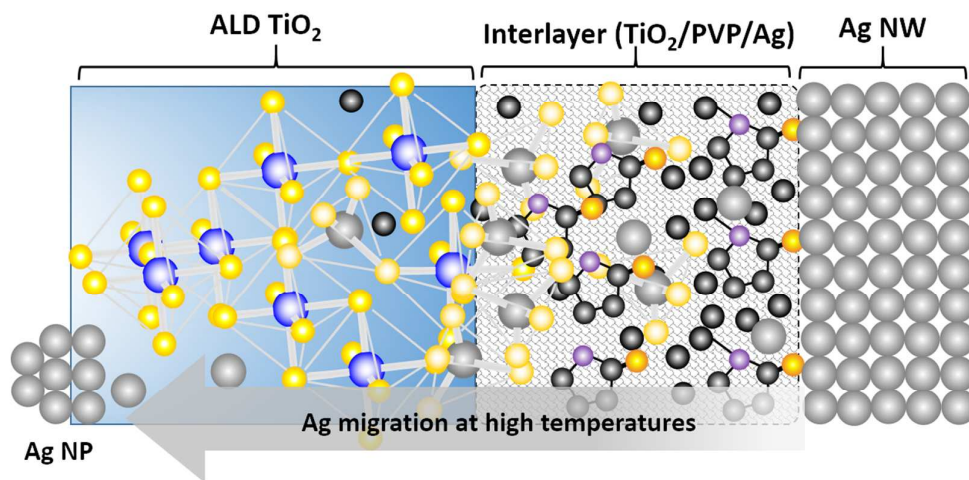 ALD TiO₂
Interlayer (TiO₂/PVP/Ag)
Ag NW
Ag migration at high temperatures
Ag NP